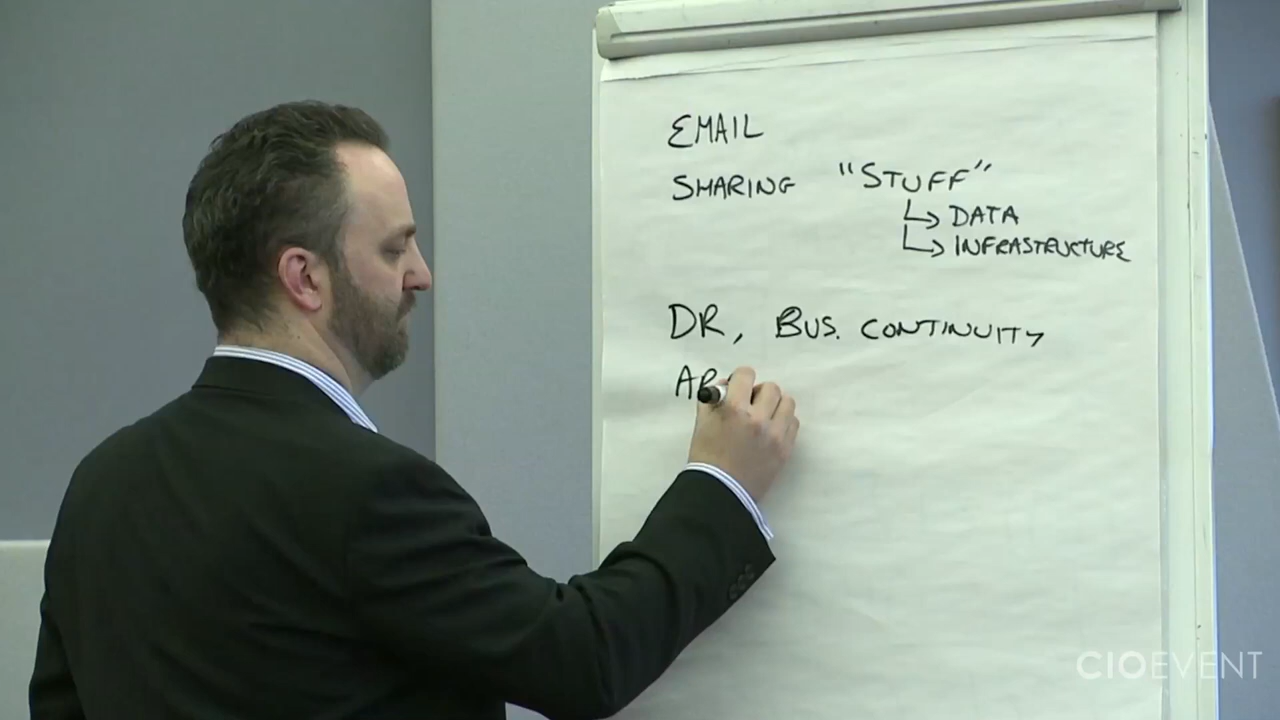 EMAIL
SHARING "STUFF"
↳ DATA
↳ INFRASTRUCTURE
DR, BUS. CONTINUITY
CIOEVENT